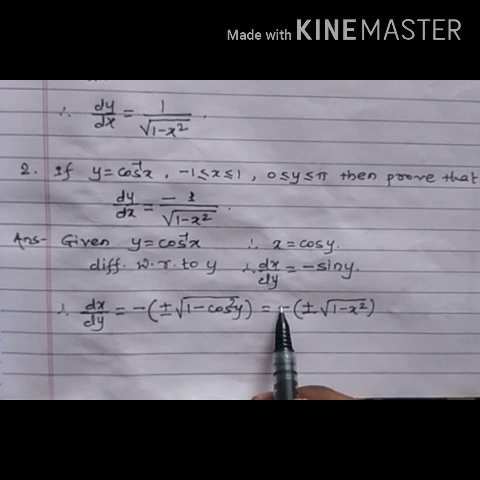 Made with KINEMASTER
∴ dy/dx = 1/√1-x² .
2. If y = cos⁻¹x , -1≤x≤1 , 0≤y≤π then prove that
dy/dx = -1/√1-x² .
Ans- Given y = cos⁻¹x ∴ x = cosy.
diff. w.r.to y ∴ dx/dy = -siny.
∴ dx/dy = -(±√1-cos²y) = -(±√1-x²)